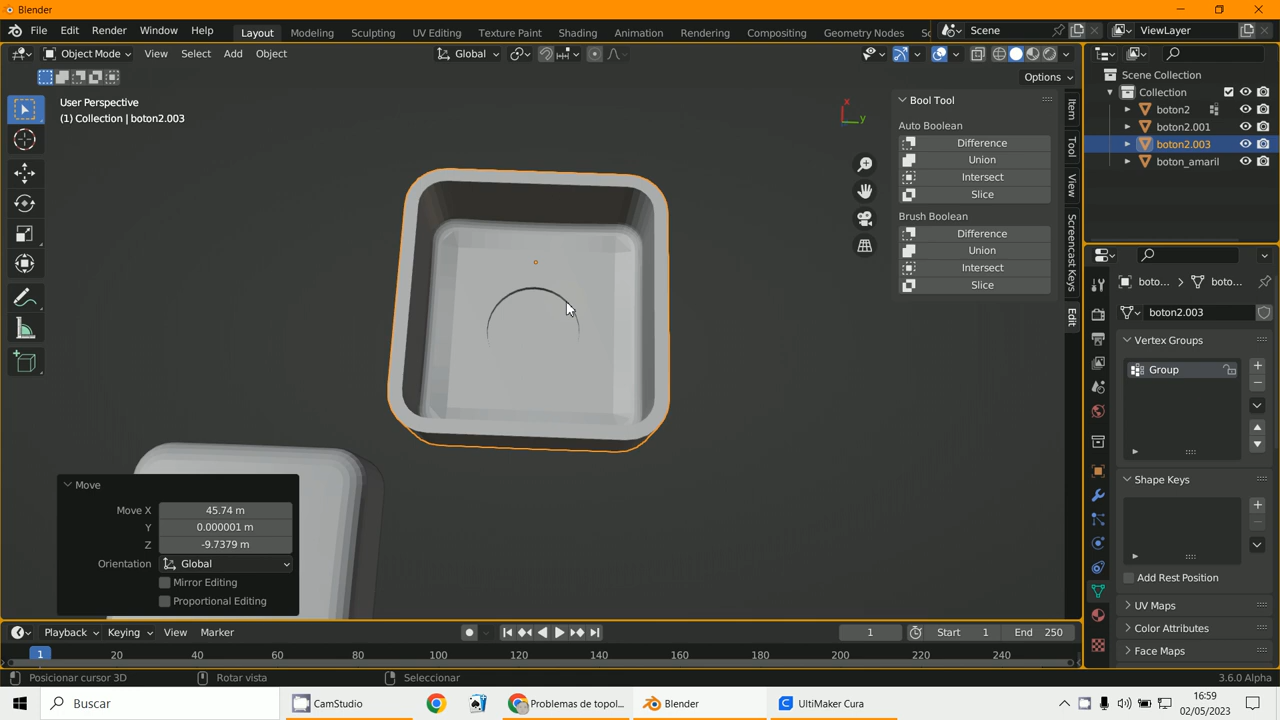 Blender
File Edit Render Window Help
Layout Modeling Sculpting UV Editing Texture Paint Shading Animation Rendering Compositing Geometry Nodes Sc
Scene
ViewLayer
Object Mode View Select Add Object
Global
Options
User Perspective
(1) Collection | boton2.003
x
y
Bool Tool
Auto Boolean
Difference
Union
Intersect
Slice
Brush Boolean
Difference
Union
Intersect
Slice
Item
Tool
View
Screencast Keys
Edit
Scene Collection
Collection
boton2
boton2.001
boton2.003
boton_amaril
boto... boto...
boton2.003
Vertex Groups
Group
Shape Keys
Add Rest Position
UV Maps
Color Attributes
Face Maps
Move
Move X 45.74 m
Y 0.000001 m
Z -9.7379 m
Orientation Global
Mirror Editing
Proportional Editing
Playback Keying View Marker
1 Start 1 End 250
1 20 40 60 80 100 120 140 160 180 200 220 240
Posicionar cursor 3D Rotar vista Seleccionar 3.6.0 Alpha
Buscar
CamStudio
Problemas de topol...
Blender
UltiMaker Cura
16:59
02/05/2023